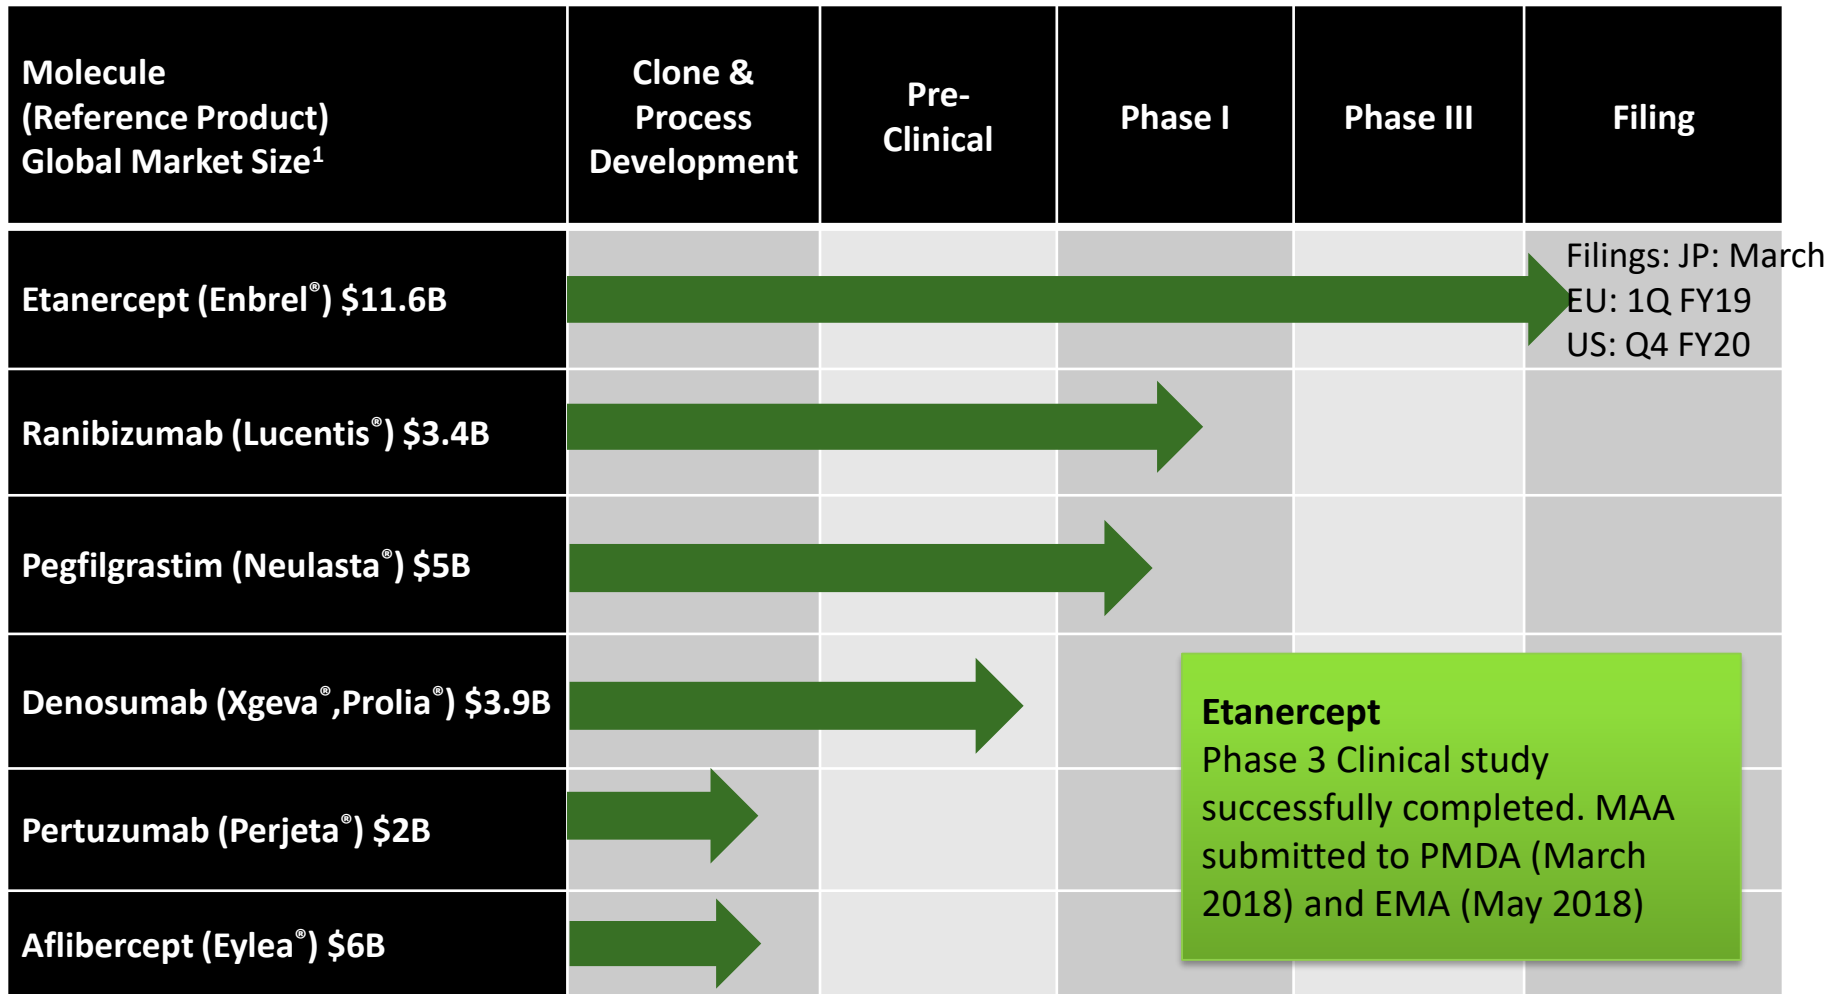 Molecule
(Reference Product)
Global Market Size¹
Clone &
Process
Development
Pre-
Clinical
Phase I
Phase III
Filing
Etanercept (Enbrel®) $11.6B
Filings: JP: March
EU: 1Q FY19
US: Q4 FY20
Ranibizumab (Lucentis®) $3.4B
Pegfilgrastim (Neulasta®) $5B
Denosumab (Xgeva®,Prolia®) $3.9B
Pertuzumab (Perjeta®) $2B
Aflibercept (Eylea®) $6B
Etanercept
Phase 3 Clinical study
successfully completed. MAA
submitted to PMDA (March
2018) and EMA (May 2018)